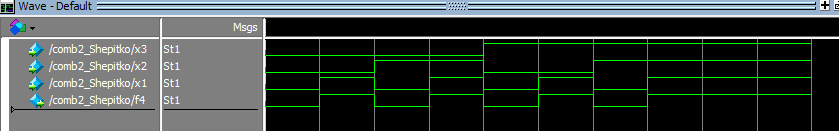 Wave - Default
Msgs
/comb2_Shepitko/x3 St1
/comb2_Shepitko/x2 St1
/comb2_Shepitko/x1 St1
/comb2_Shepitko/f4 St1